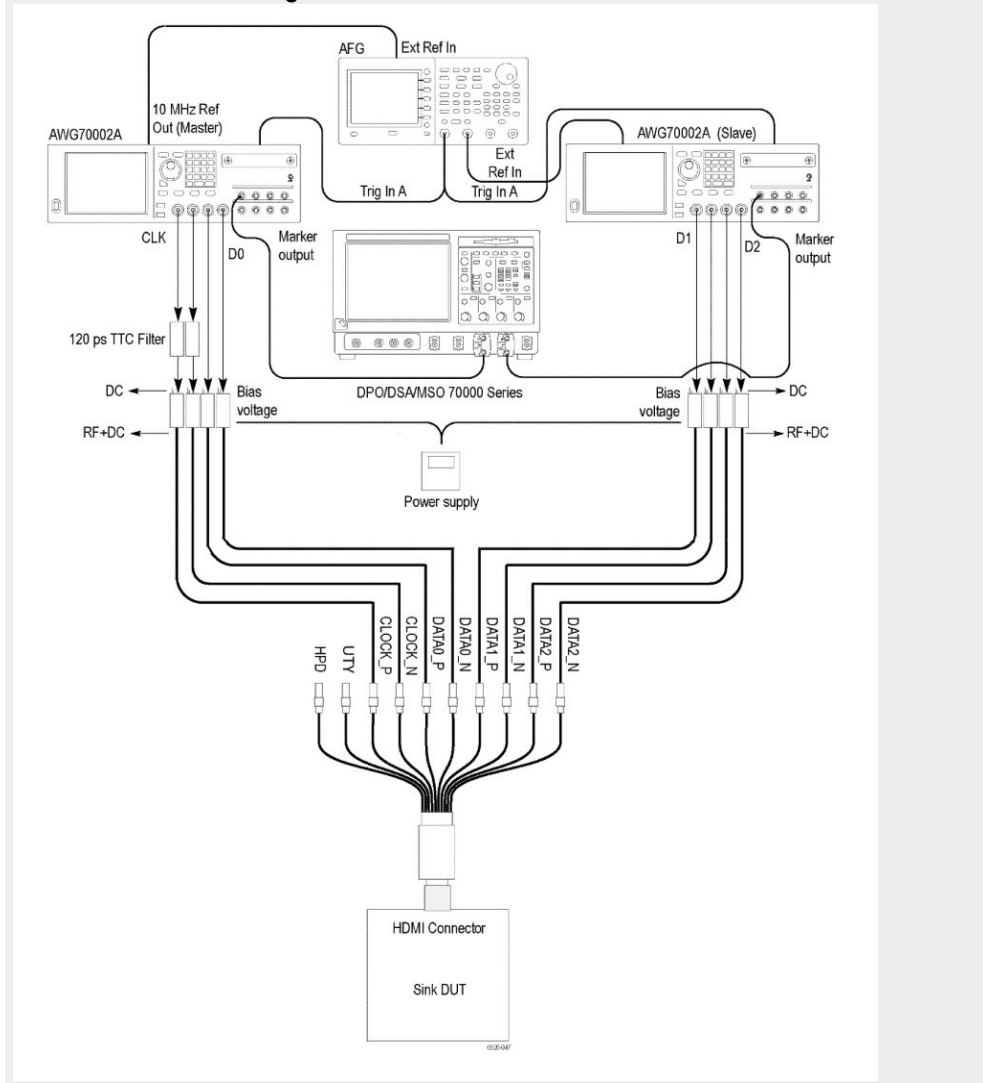 AFG
Ext Ref In
10 MHz Ref
Out (Master)
AWG70002A
AWG70002A (Slave)
Ext
Ref In
Trig In A
Trig In A
CLK
D0
Marker
output
D1
D2
Marker
output
120 ps TTC Filter
DPO/DSA/MSO 70000 Series
DC
Bias
voltage
RF+DC
Bias
voltage
DC
RF+DC
Power supply
HPD
UTY
CLOCK_P
CLOCK_N
DATA0_P
DATA0_N
DATA1_P
DATA1_N
DATA2_P
DATA2_N
HDMI Connector
Sink DUT